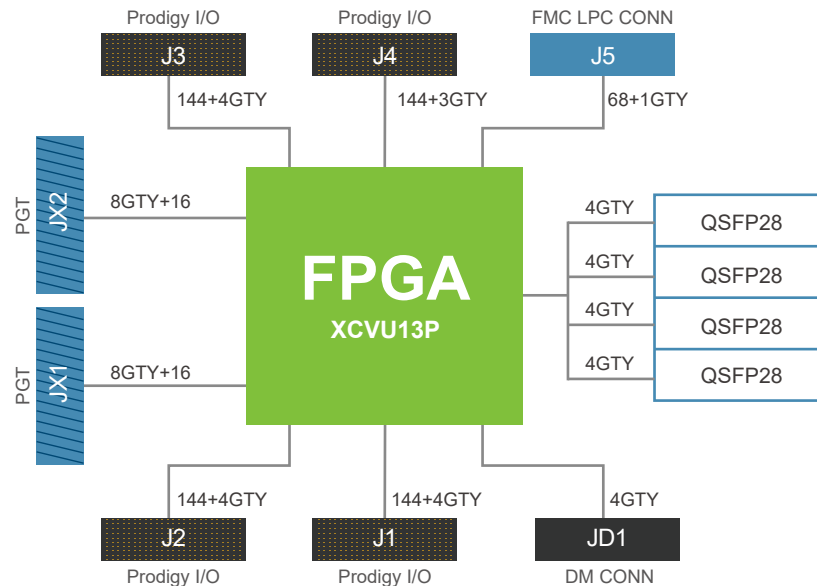 Prodigy I/O
Prodigy I/O
FMC LPC CONN
J3
J4
J5
144+4GTY
144+3GTY
68+1GTY
PGT
JX2
8GTY+16
4GTY
QSFP28
4GTY
QSFP28
4GTY
QSFP28
4GTY
QSFP28
FPGA
XCVU13P
PGT
JX1
8GTY+16
144+4GTY
144+4GTY
4GTY
J2
J1
JD1
Prodigy I/O
Prodigy I/O
DM CONN